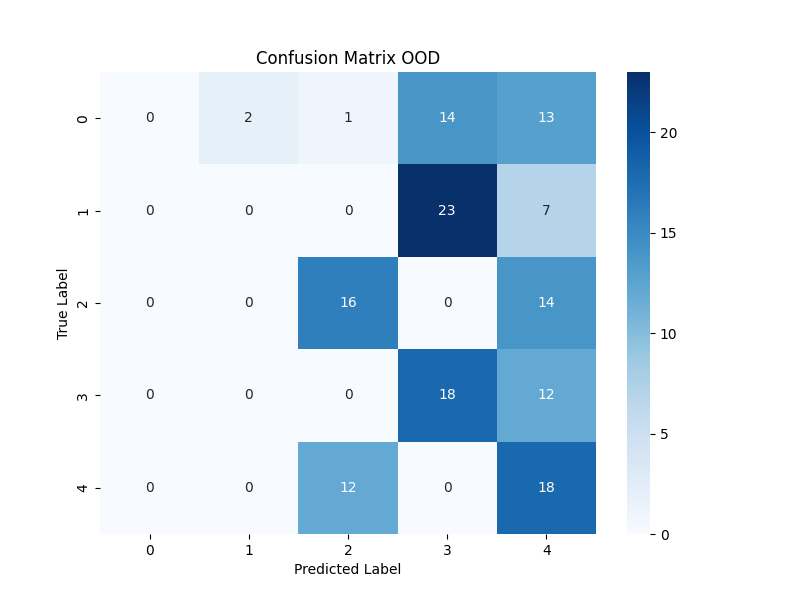 Confusion Matrix OOD
True Label
0 0 2 1 14 13
1 0 0 0 23 7
2 0 0 16 0 14
3 0 0 0 18 12
4 0 0 12 0 18
0 1 2 3 4
Predicted Label
20
15
10
5
0